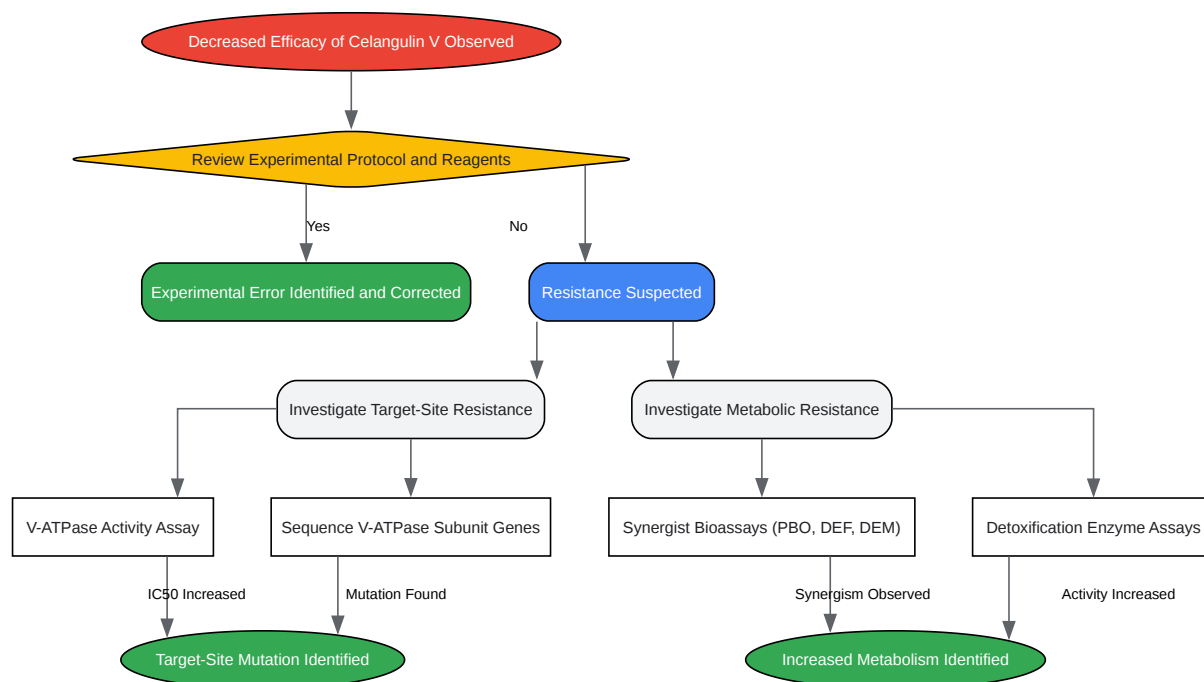 Decreased Efficacy of Celangulin V Observed
Review Experimental Protocol and Reagents
Yes
No
Experimental Error Identified and Corrected
Resistance Suspected
Investigate Target-Site Resistance
Investigate Metabolic Resistance
V-ATPase Activity Assay
Sequence V-ATPase Subunit Genes
Synergist Bioassays (PBO, DEF, DEM)
Detoxification Enzyme Assays
IC50 Increased
Mutation Found
Synergism Observed
Activity Increased
Target-Site Mutation Identified
Increased Metabolism Identified